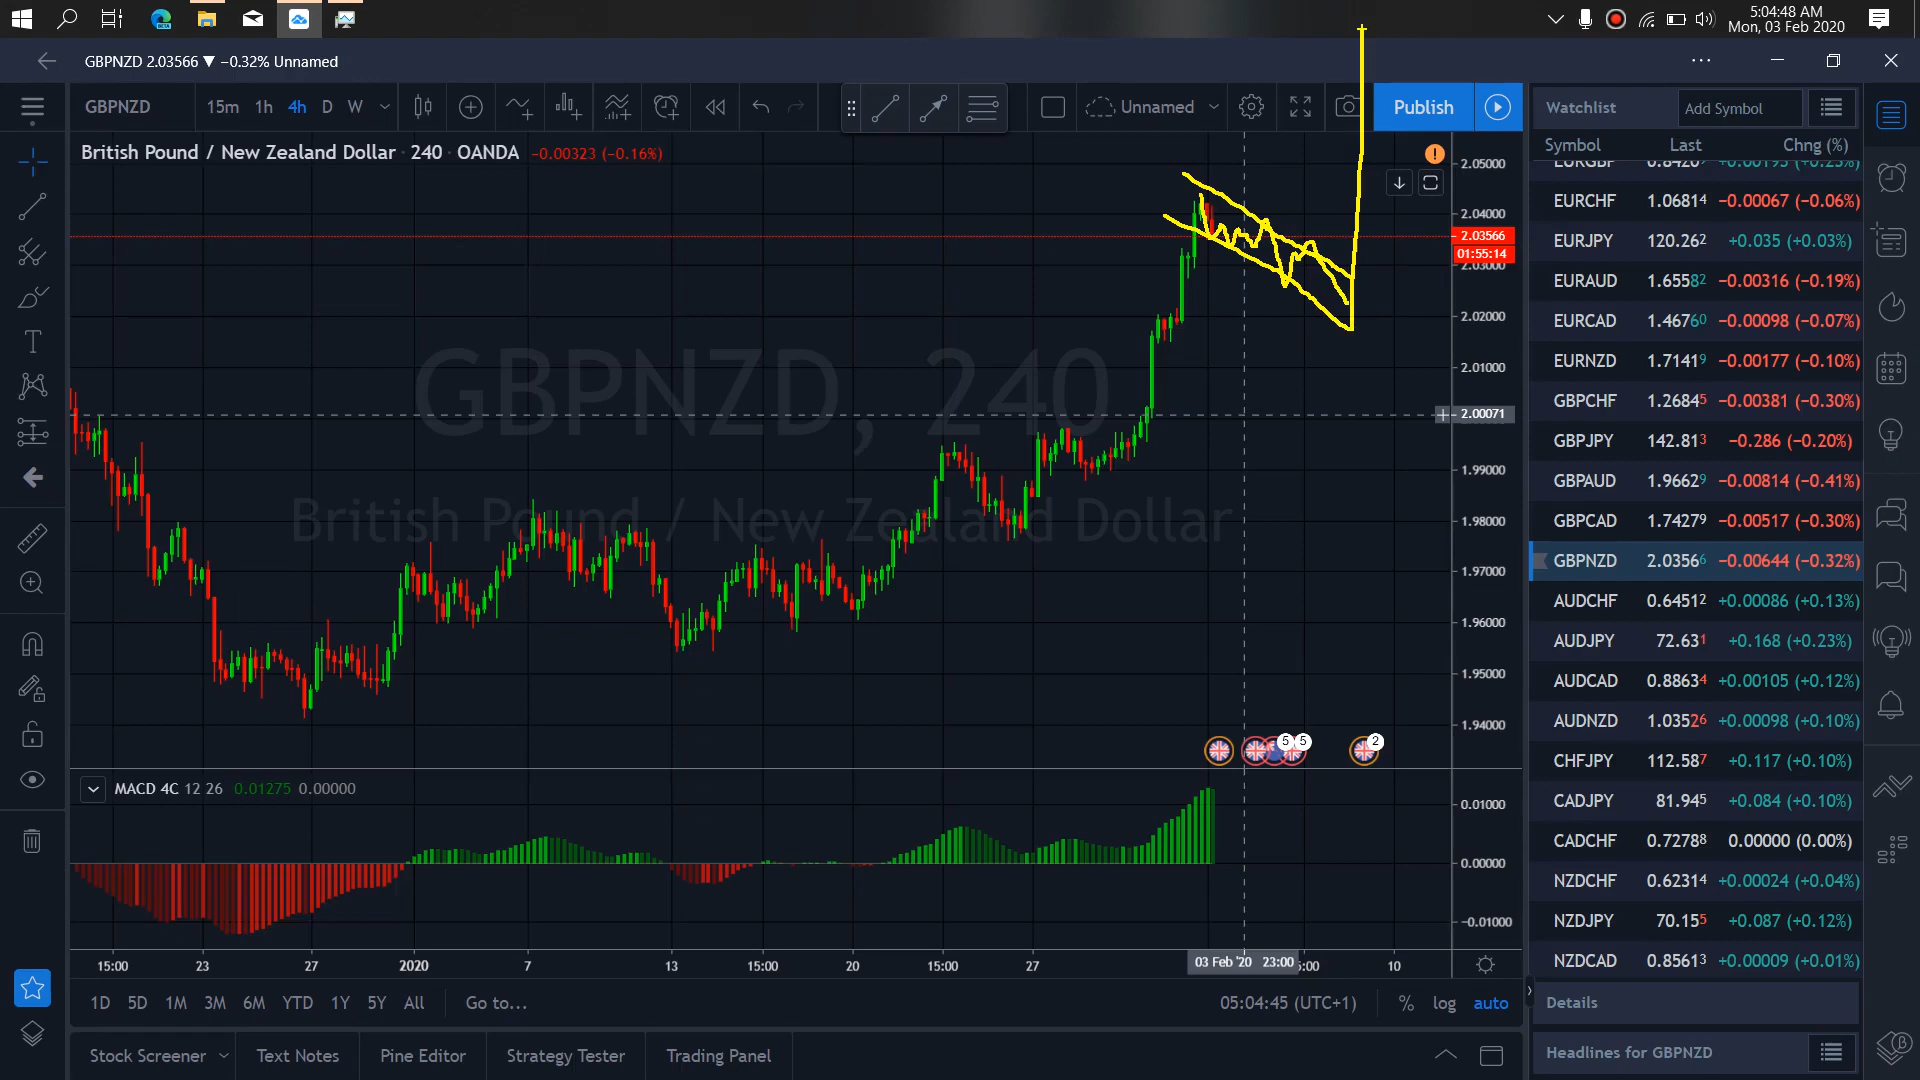 5:04:48 AM
Mon, 03 Feb 2020
GBPNZD 2.03566 ▼ −0.32% Unnamed
GBPNZD 15m 1h 4h D W Unnamed Publish
Watchlist Add Symbol
Symbol Last Chng (%)
British Pound / New Zealand Dollar · 240 · OANDA −0.00323 (−0.16%)
GBPNZD, 240
British Pound / New Zealand Dollar
2.05000
2.04000
2.03566
01:55:14
2.03000
2.02000
2.01000
2.00071
1.99000
1.98000
1.97000
1.96000
1.95000
1.94000
5 5 2
MACD 4C 12 26 0.01275 0.00000
0.01000
0.00000
−0.01000
15:00 23 27 2020 7 13 15:00 20 15:00 27 03 Feb '20 23:00 5:00 10
1D 5D 1M 3M 6M YTD 1Y 5Y All Go to... 05:04:45 (UTC+1) % log auto
Stock Screener Text Notes Pine Editor Strategy Tester Trading Panel
EURGBP
EURCHF 1.06814 −0.00067 (−0.06%)
EURJPY 120.262 +0.035 (+0.03%)
EURAUD 1.65582 −0.00316 (−0.19%)
EURCAD 1.46760 −0.00098 (−0.07%)
EURNZD 1.71419 −0.00177 (−0.10%)
GBPCHF 1.26845 −0.00381 (−0.30%)
GBPJPY 142.813 −0.286 (−0.20%)
GBPAUD 1.96629 −0.00814 (−0.41%)
GBPCAD 1.74279 −0.00517 (−0.30%)
GBPNZD 2.03566 −0.00644 (−0.32%)
AUDCHF 0.64512 +0.00086 (+0.13%)
AUDJPY 72.631 +0.168 (+0.23%)
AUDCAD 0.88634 +0.00105 (+0.12%)
AUDNZD 1.03526 +0.00098 (+0.10%)
CHFJPY 112.587 +0.117 (+0.10%)
CADJPY 81.945 +0.084 (+0.10%)
CADCHF 0.72788 0.00000 (0.00%)
NZDCHF 0.62314 +0.00024 (+0.04%)
NZDJPY 70.155 +0.087 (+0.12%)
NZDCAD 0.85613 +0.00009 (+0.01%)
Details
Headlines for GBPNZD